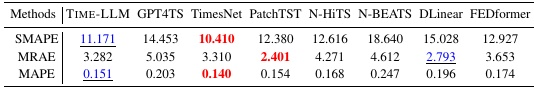 Methods TIME-LLM GPT4TS TimesNet PatchTST N-HiTS N-BEATS DLinear FEDformer
SMAPE 11.171 14.453 10.410 12.380 12.616 18.640 15.028 12.927
MRAE 3.282 5.035 3.310 2.401 4.271 4.612 2.793 3.653
MAPE 0.151 0.203 0.140 0.154 0.168 0.247 0.196 0.174